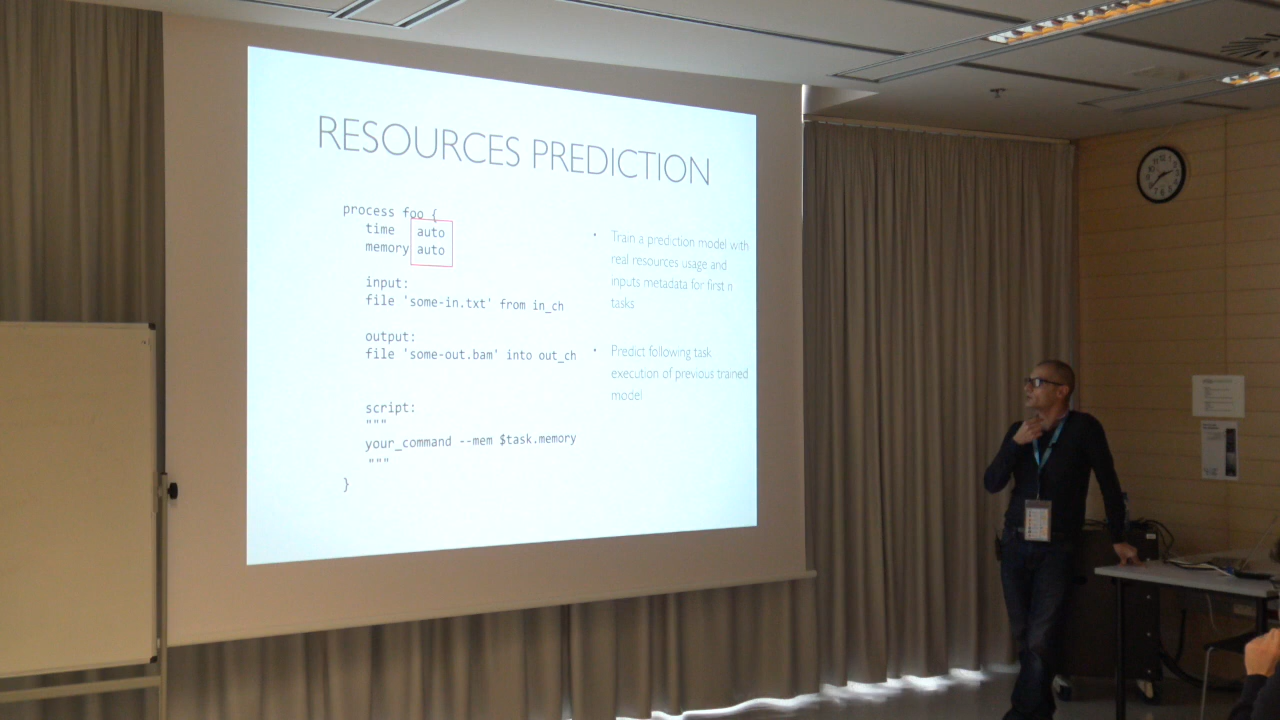 RESOURCES PREDICTION
process foo {
time auto
memory auto
input:
file 'some-in.txt' from in_ch
output:
file 'some-out.bam' into out_ch
script:
"""
your_command --mem $task.memory
"""
}
• Train a prediction model with
real resources usage and
inputs metadata for first n
tasks
• Predict following task
execution of previous trained
model